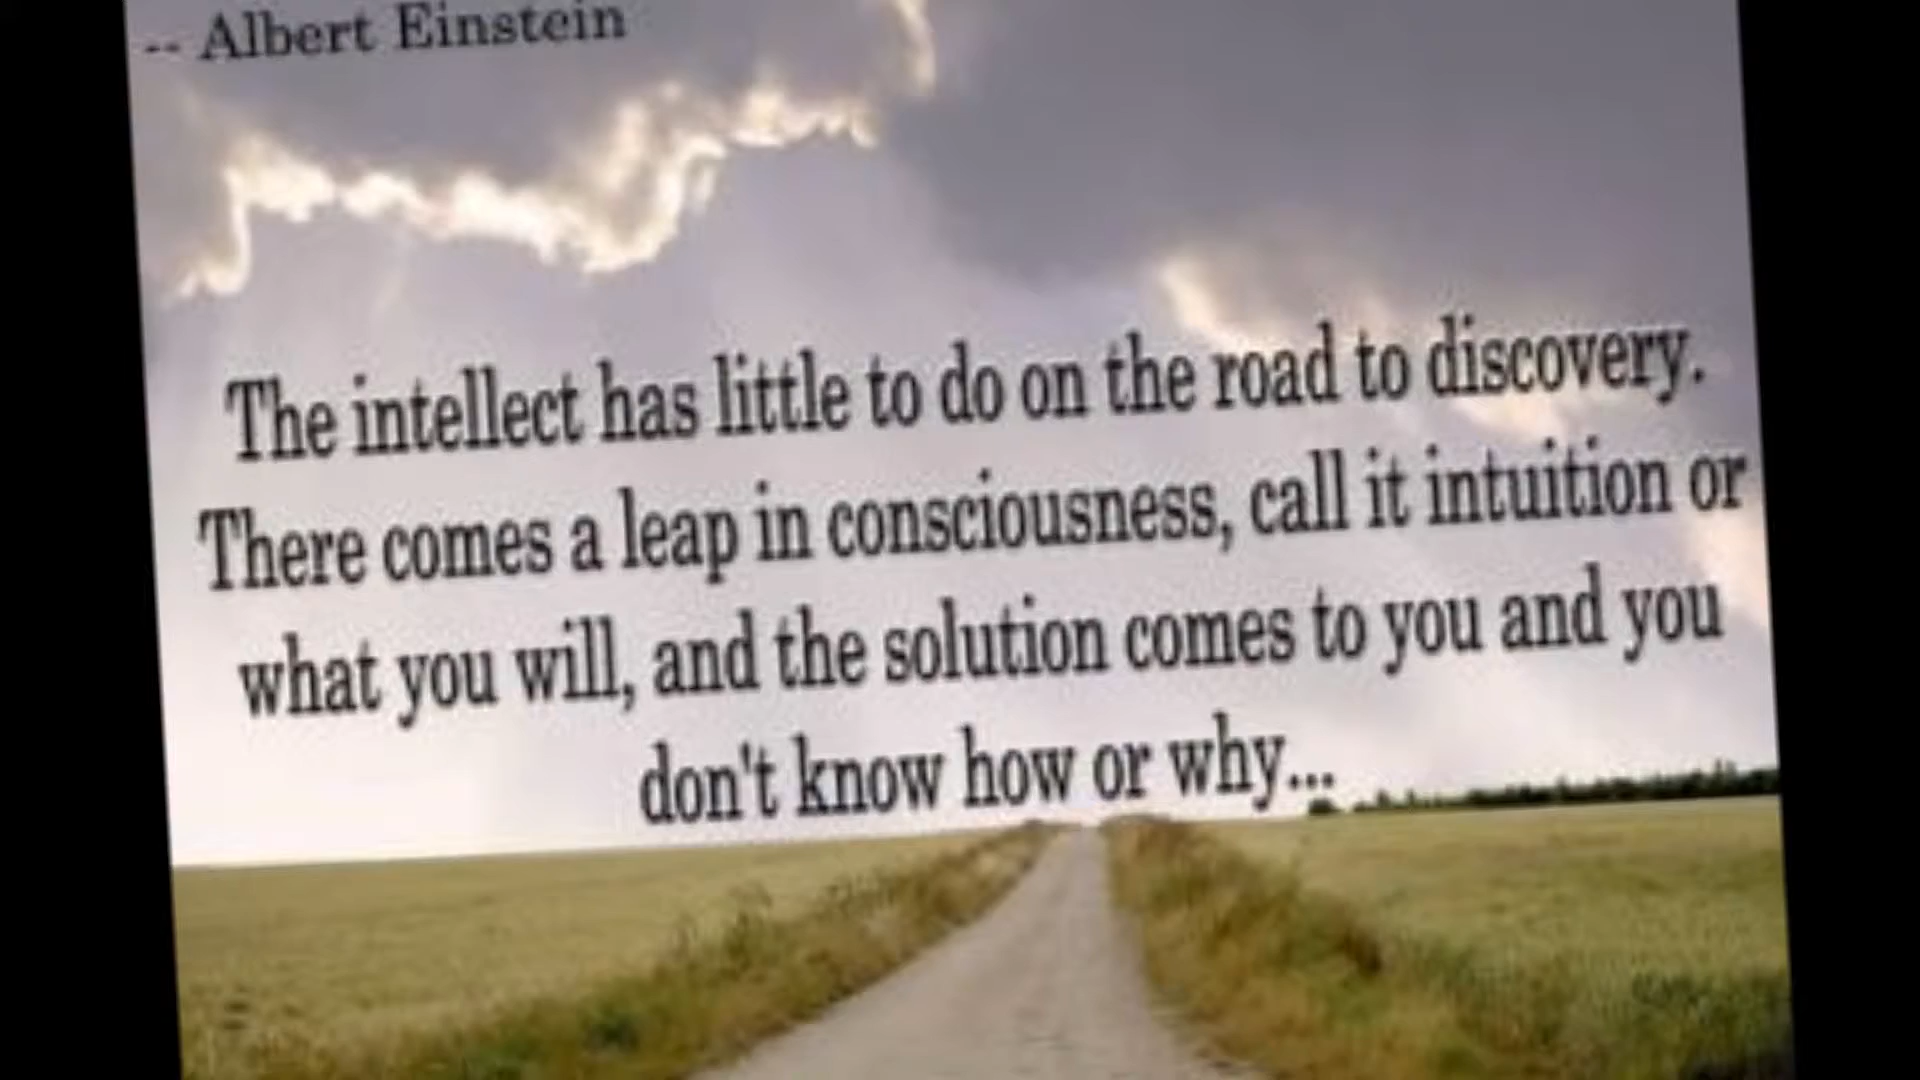 -- Albert Einstein
The intellect has little to do on the road to discovery.
There comes a leap in consciousness, call it intuition or
what you will, and the solution comes to you and you
don't know how or why...